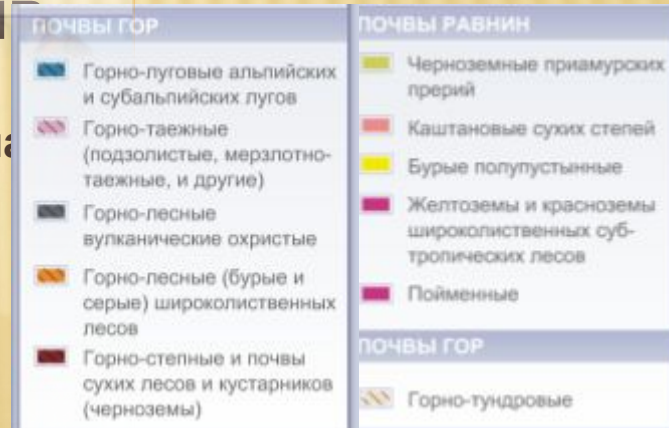 ПОЧВЫ ГОР
Горно-луговые альпийских
и субальпийских лугов
Горно-таежные
(подзолистые, мерзлотно-
таежные, и другие)
Горно-лесные
вулканические охристые
Горно-лесные (бурые и
серые) широколиственных
лесов
Горно-степные и почвы
сухих лесов и кустарников
(черноземы)
ПОЧВЫ РАВНИН
Черноземные приамурских
прерий
Каштановые сухих степей
Бурые полупустынные
Желтоземы и красноземы
широколиственных суб-
тропических лесов
Пойменные
ПОЧВЫ ГОР
Горно-тундровые